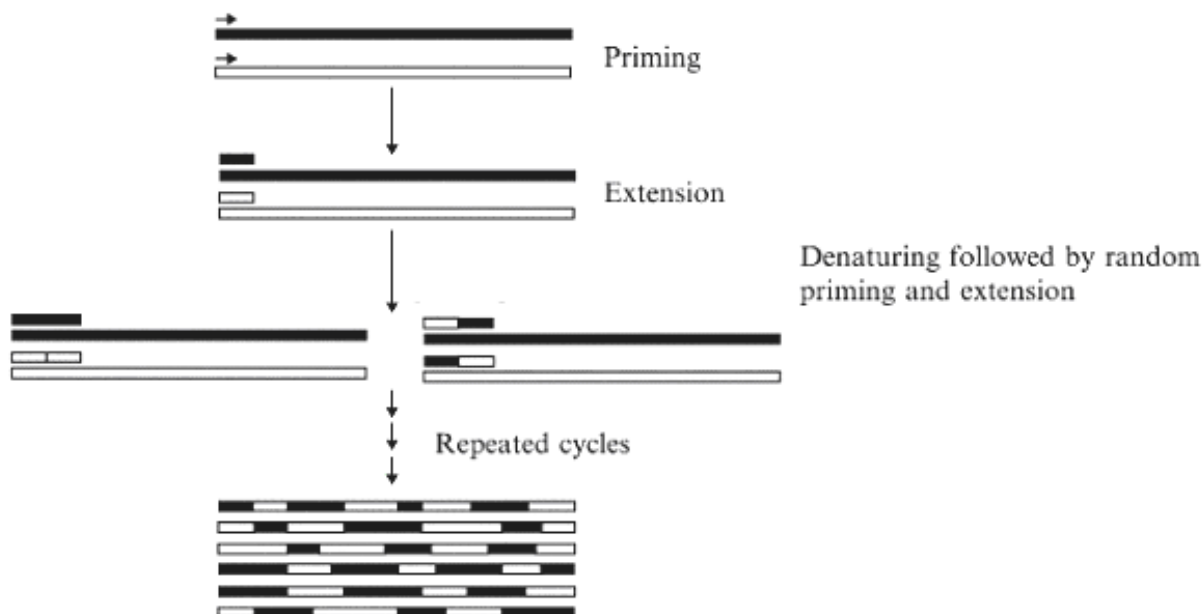 Priming
Extension
Denaturing followed by random
priming and extension
Repeated cycles